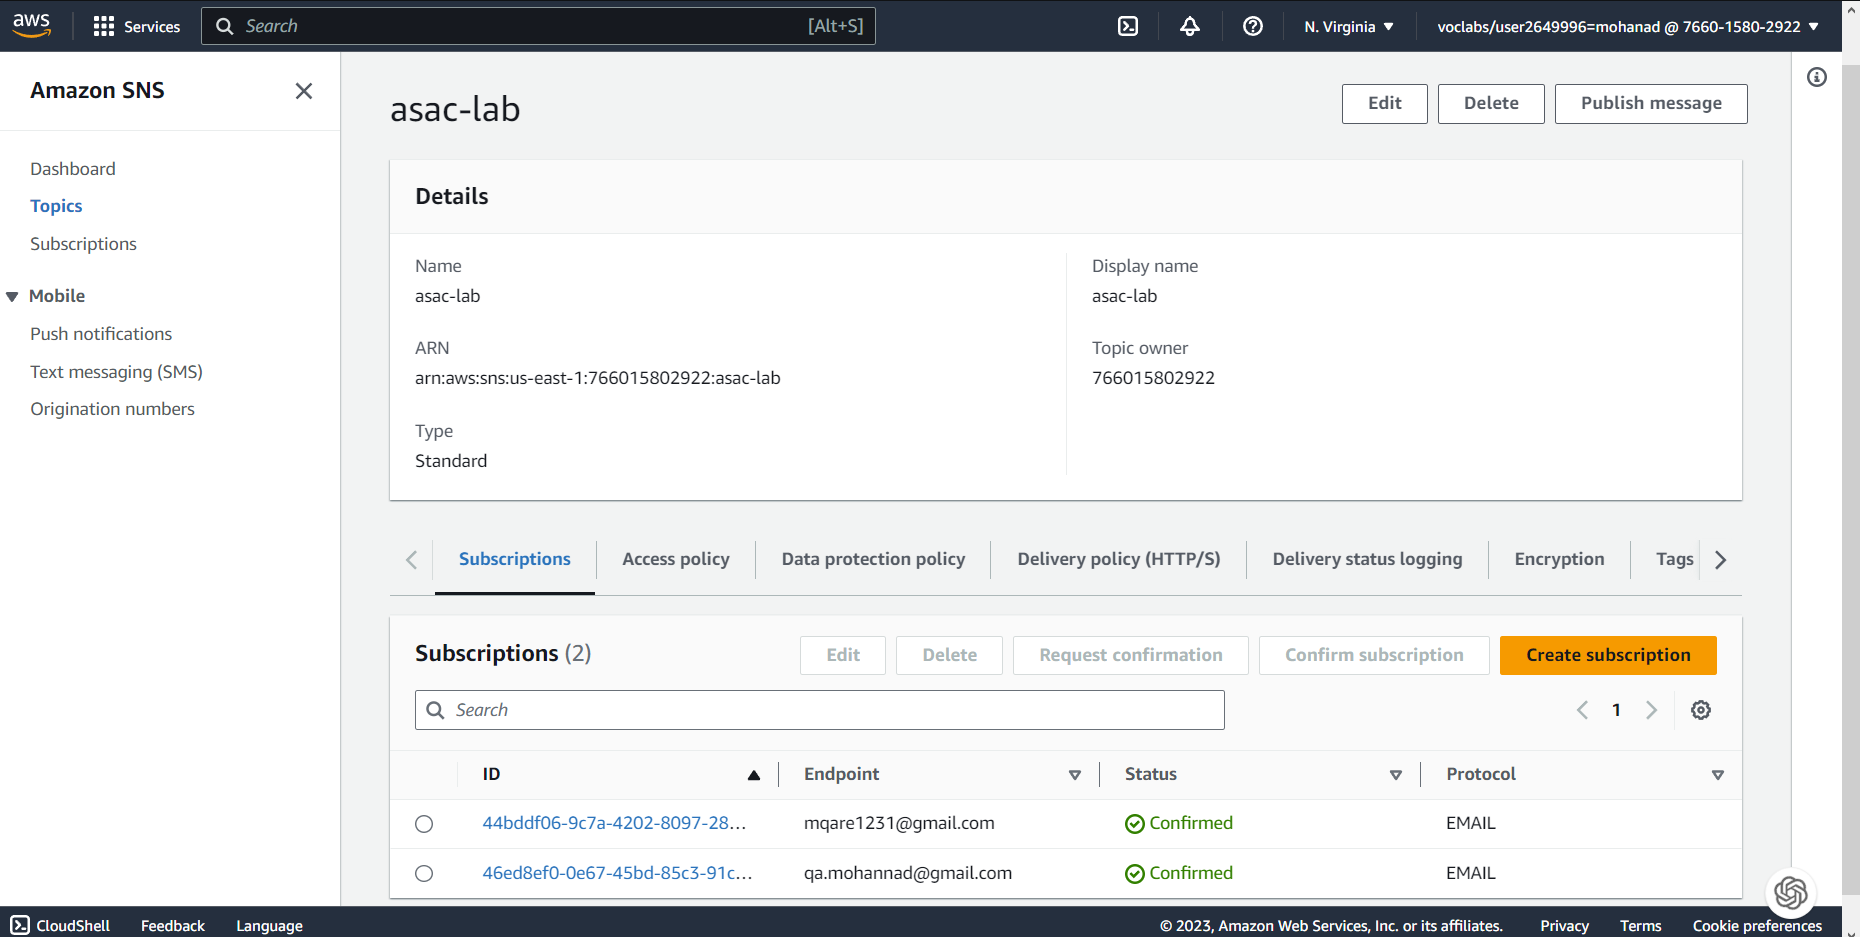 aws Services Search [Alt+S] N. Virginia voclabs/user2649996=mohanad @ 7660-1580-2922
Amazon SNS
Dashboard
Topics
Subscriptions
Mobile
Push notifications
Text messaging (SMS)
Origination numbers
asac-lab
Edit Delete Publish message
Details
Name
asac-lab
ARN
arn:aws:sns:us-east-1:766015802922:asac-lab
Type
Standard
Display name
asac-lab
Topic owner
766015802922
Subscriptions Access policy Data protection policy Delivery policy (HTTP/S) Delivery status logging Encryption Tags
Subscriptions (2) Edit Delete Request confirmation Confirm subscription Create subscription
Search 1
ID Endpoint Status Protocol
44bddf06-9c7a-4202-8097-28... mqare1231@gmail.com Confirmed EMAIL
46ed8ef0-0e67-45bd-85c3-91c... qa.mohannad@gmail.com Confirmed EMAIL
CloudShell Feedback Language © 2023, Amazon Web Services, Inc. or its affiliates. Privacy Terms Cookie preferences